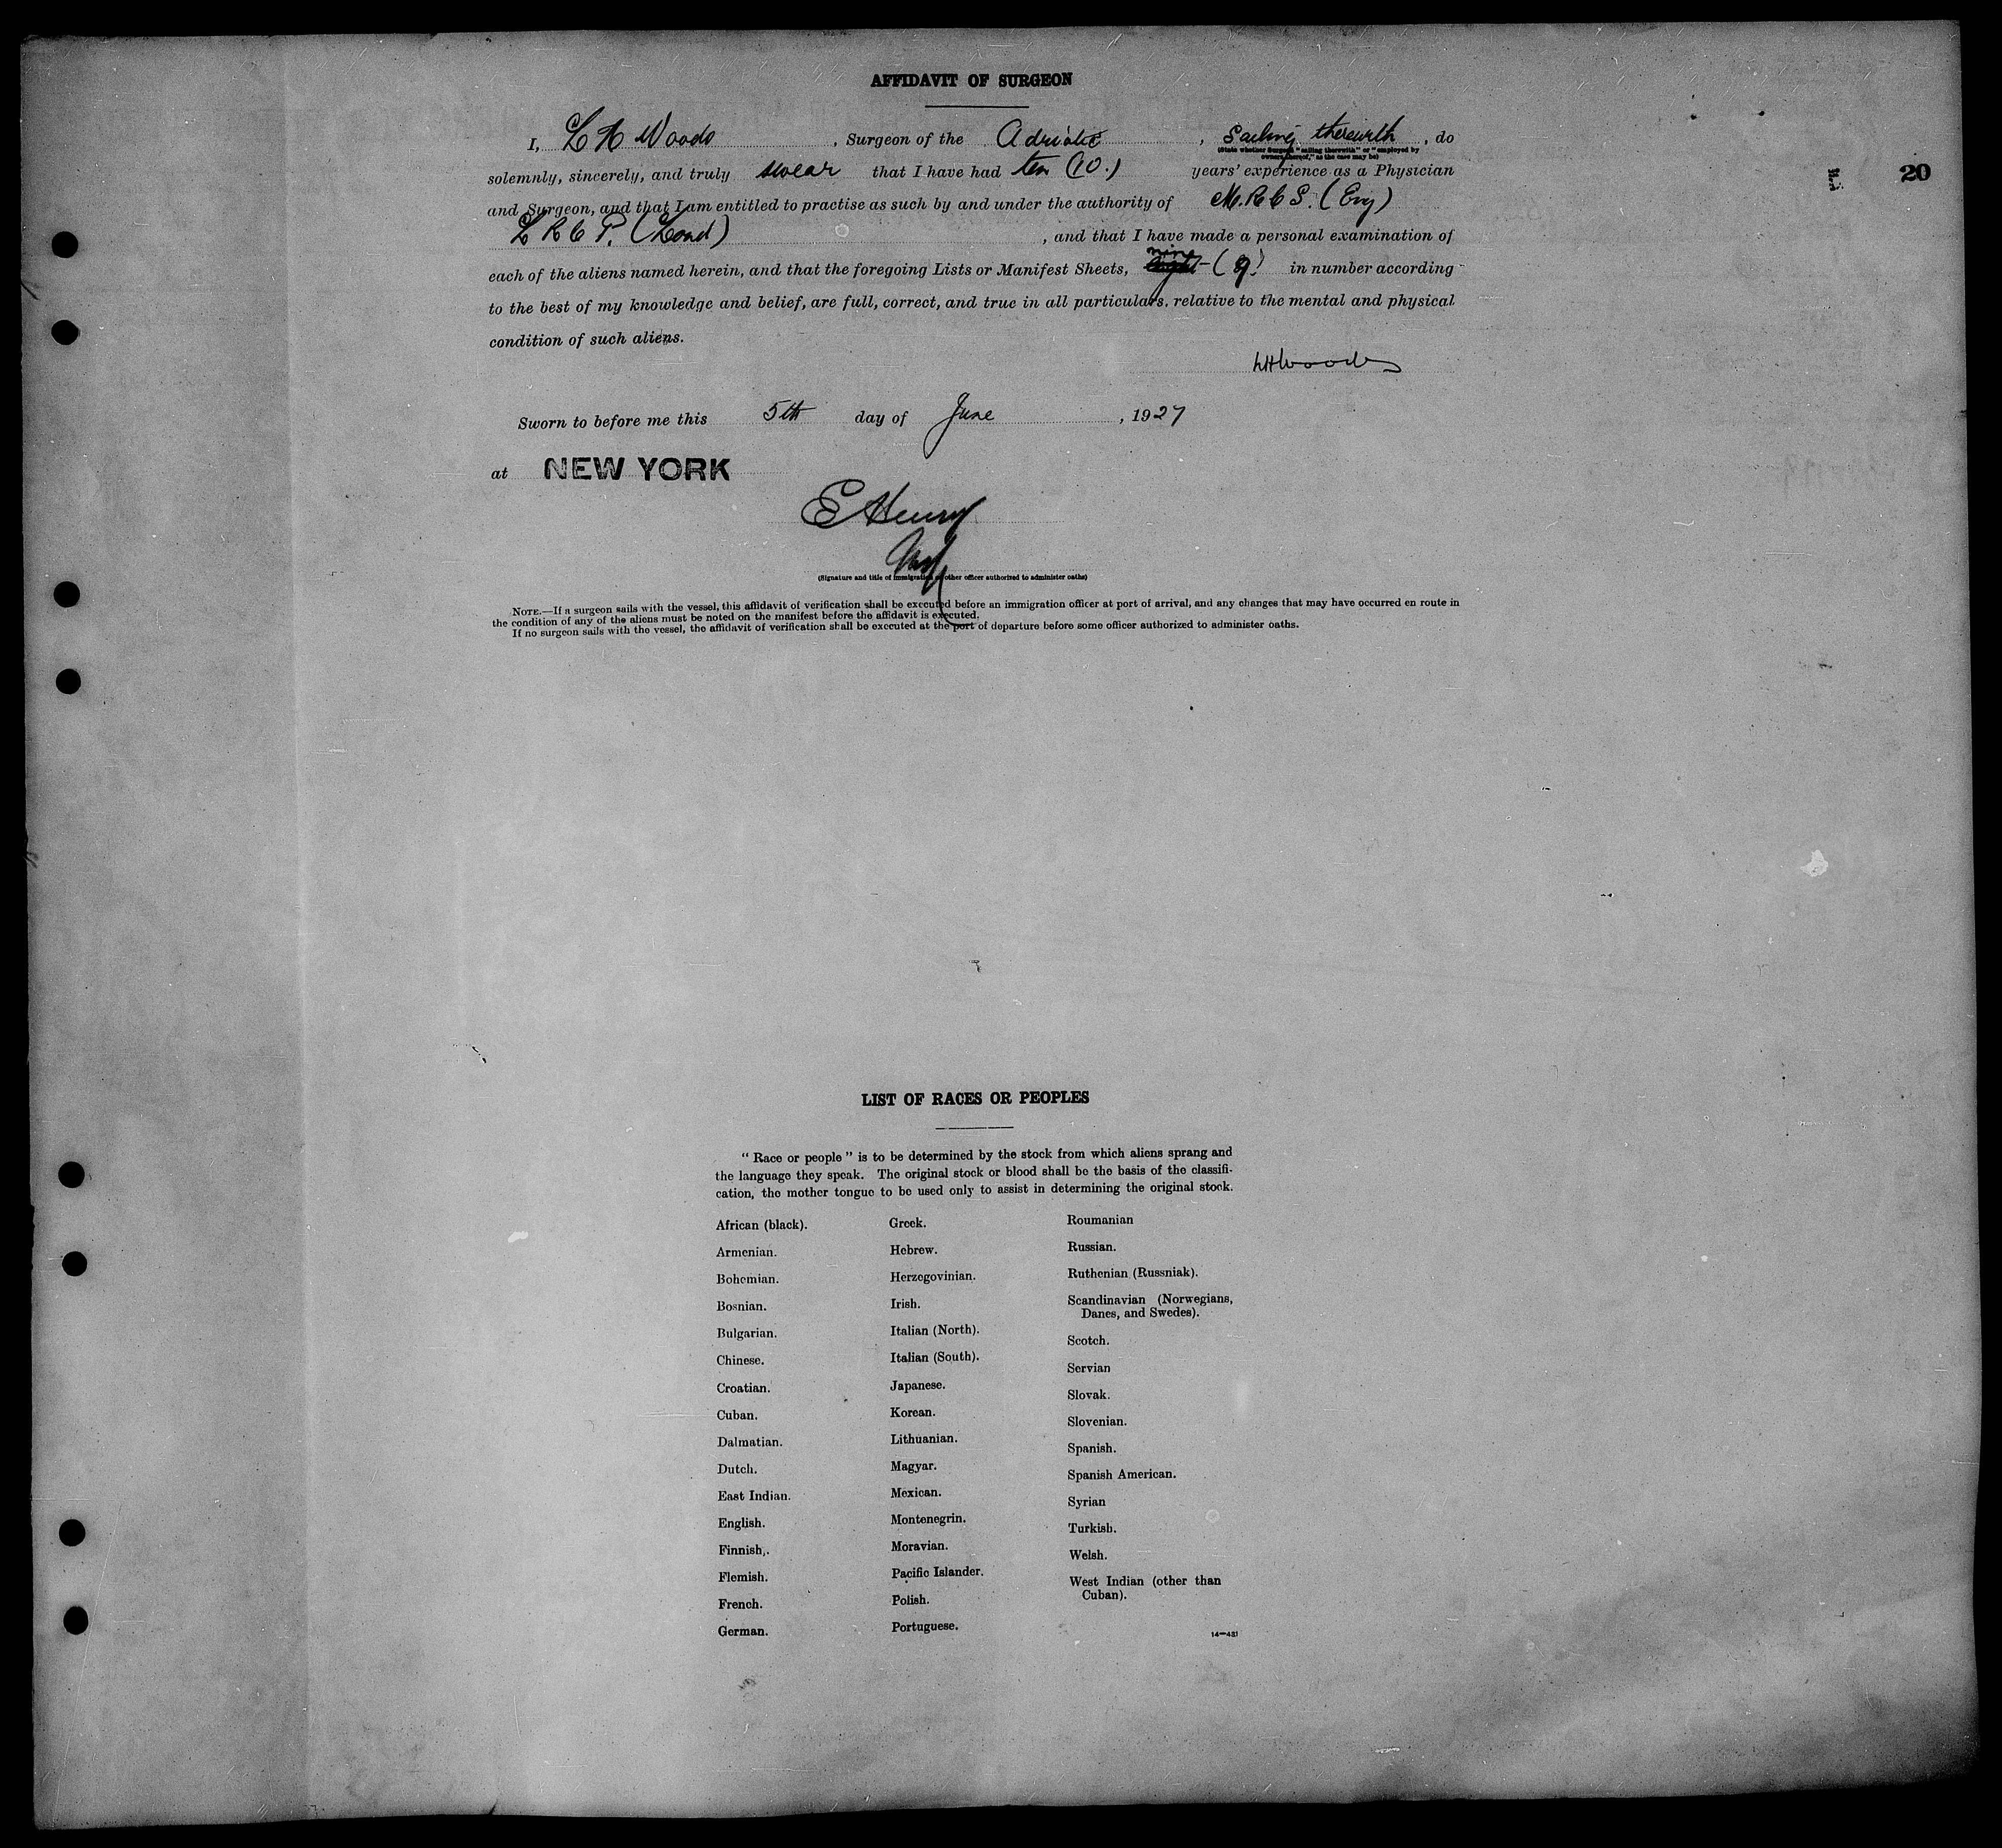 AFFIDAVIT OF SURGEON
20
I, L H Woods, Surgeon of the Adriatic, Sailing therewith, do
(State whether Surgeon "sailing therewith" or "employed by
owners thereof," as the case may be)
solemnly, sincerely, and truly swear that I have had ten (10.) years' experience as a Physician
and Surgeon, and that I am entitled to practise as such by and under the authority of M.R.C.S. (Eng)
L R C P. (Lond), and that I have made a personal examination of
nine
each of the aliens named herein, and that the foregoing Lists or Manifest Sheets, eight (9) in number according
to the best of my knowledge and belief, are full, correct, and true in all particulars, relative to the mental and physical
condition of such aliens.
LHWoods
Sworn to before me this 5th day of June, 1927
at NEW YORK
E Henry
(Signature and title of immigration or other officer authorized to administer oaths)
NOTE.—If a surgeon sails with the vessel, this affidavit of verification shall be executed before an immigration officer at port of arrival, and any changes that may have occurred en route in
the condition of any of the aliens must be noted on the manifest before the affidavit is executed.
If no surgeon sails with the vessel, the affidavit of verification shall be executed at the port of departure before some officer authorized to administer oaths.
LIST OF RACES OR PEOPLES
"Race or people" is to be determined by the stock from which aliens sprang and
the language they speak. The original stock or blood shall be the basis of the classifi-
cation, the mother tongue to be used only to assist in determining the original stock.
African (black).
Armenian.
Bohemian.
Bosnian.
Bulgarian.
Chinese.
Croatian.
Cuban.
Dalmatian.
Dutch.
East Indian.
English.
Finnish.
Flemish.
French.
German.
Greek.
Hebrew.
Herzegovinian.
Irish.
Italian (North).
Italian (South).
Japanese.
Korean.
Lithuanian.
Magyar.
Mexican.
Montenegrin.
Moravian.
Pacific Islander.
Polish.
Portuguese.
Roumanian
Russian.
Ruthenian (Russniak).
Scandinavian (Norwegians,
Danes, and Swedes).
Scotch.
Servian
Slovak.
Slovenian.
Spanish.
Spanish American.
Syrian
Turkish.
Welsh.
West Indian (other than
Cuban).
14—431